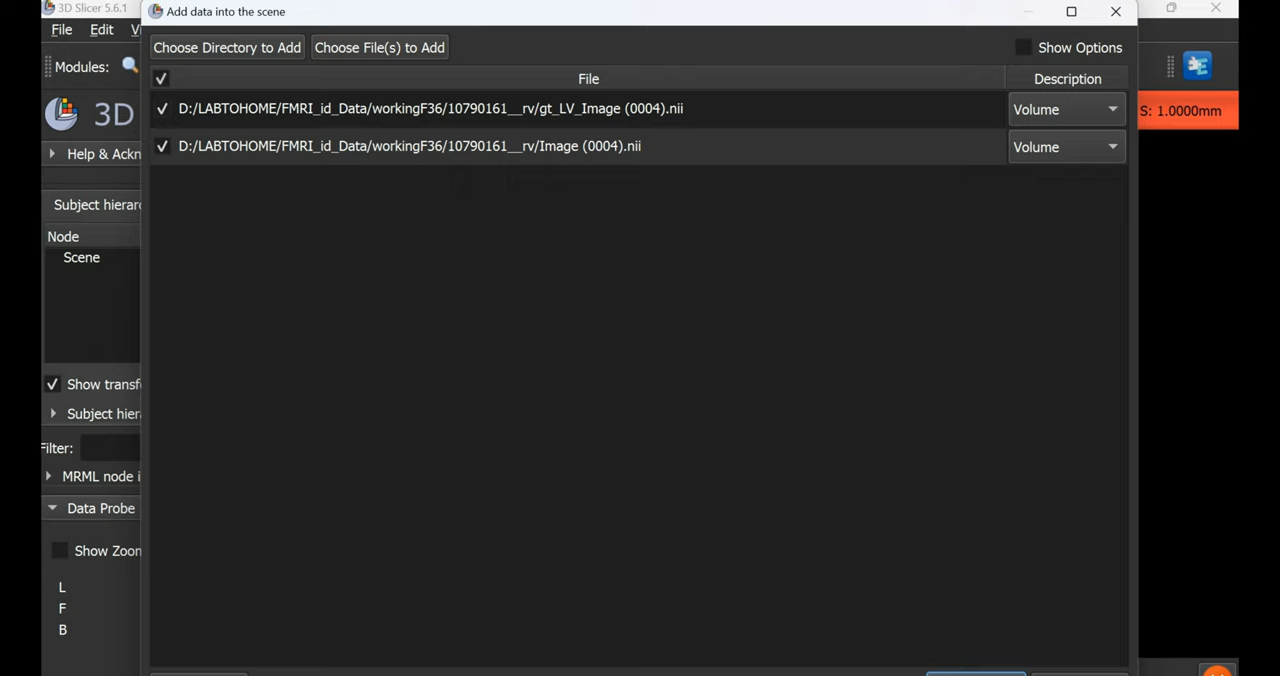 3D Slicer 5.6.1
Add data into the scene
File Edit
Choose Directory to Add Choose File(s) to Add Show Options
Modules:
File Description
3D
D:/LABTOHOME/FMRI_id_Data/workingF36/10790161__rv/gt_LV_Image (0004).nii Volume
S: 1.0000mm
D:/LABTOHOME/FMRI_id_Data/workingF36/10790161__rv/Image (0004).nii Volume
Help & Ackn
Subject hierarc
Node
Scene
Show transf
Subject hier
Filter:
MRML node i
Data Probe
Show Zoom
L
F
B